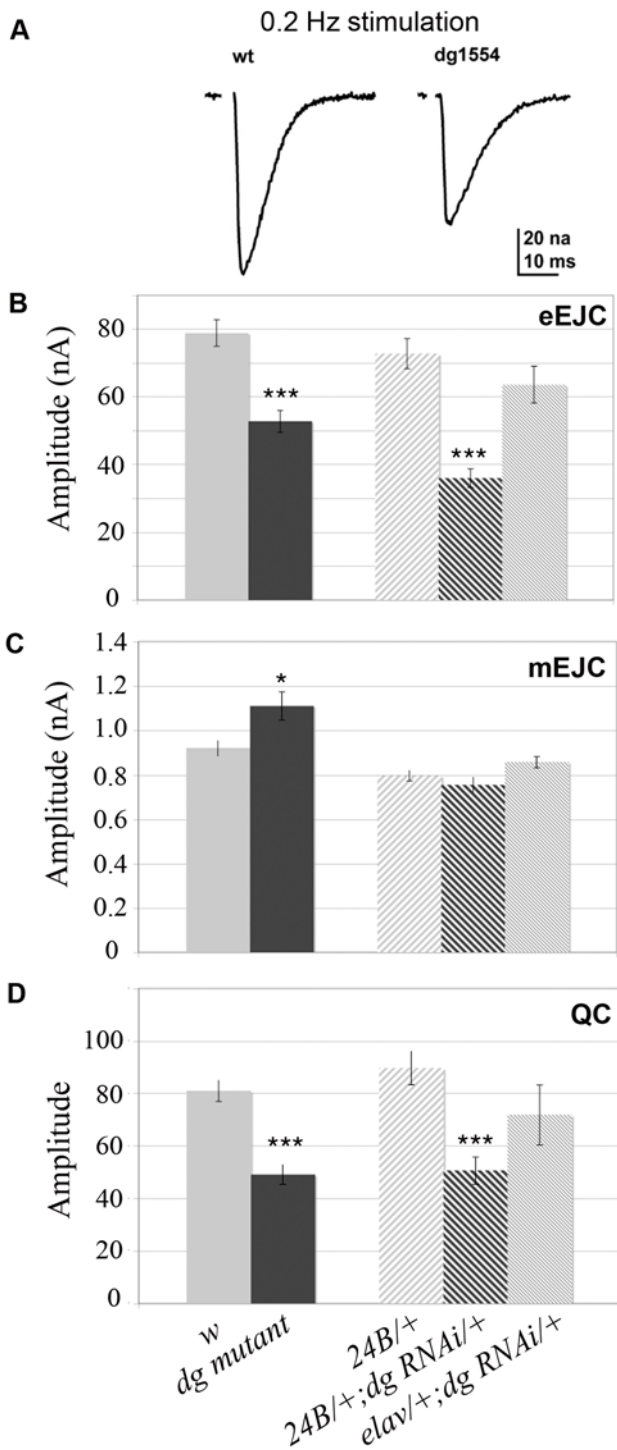 A
0.2 Hz stimulation
wt
dg1554
20 na
10 ms
B
eEJC
Amplitude (nA)
80
60
40
20
0
***
***
C
mEJC
Amplitude (nA)
1.4
1.2
1.0
0.8
0.6
0.4
0.2
0
*
D
QC
Amplitude
100
80
60
40
20
0
***
***
w
dg mutant
24B/+
24B/+;dg RNAi/+
elav/+;dg RNAi/+